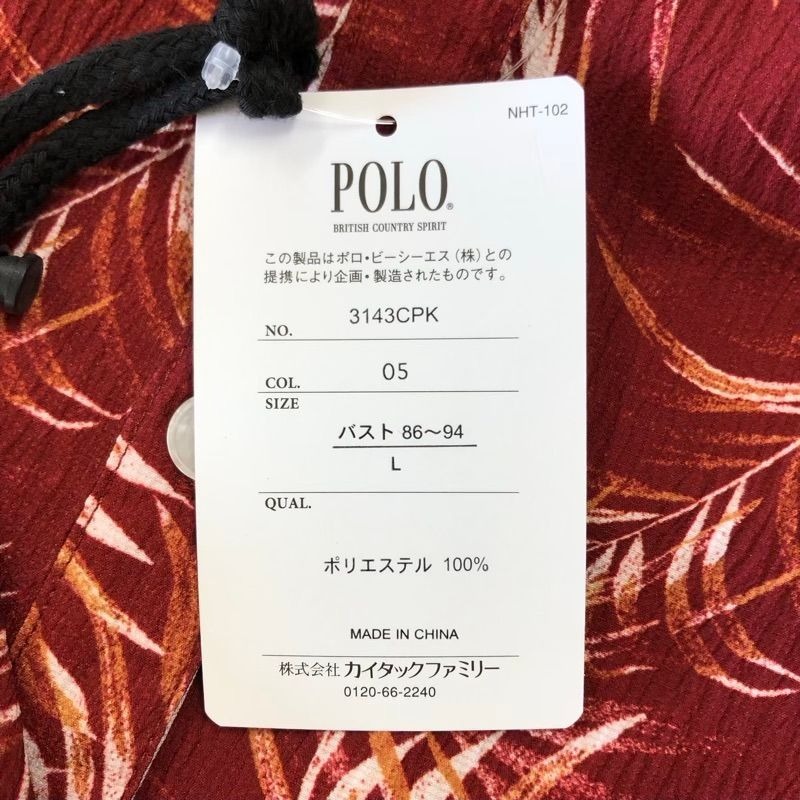 NHT-102
POLO®
BRITISH COUNTRY SPIRIT
この製品はポロ・ビーシーエス（株）との
提携により企画・製造されたものです。
NO. 3143CPK
COL. 05
SIZE
バスト 86～94
L
QUAL.
ポリエステル 100%
MADE IN CHINA
株式会社 カイタックファミリー
0120-66-2240